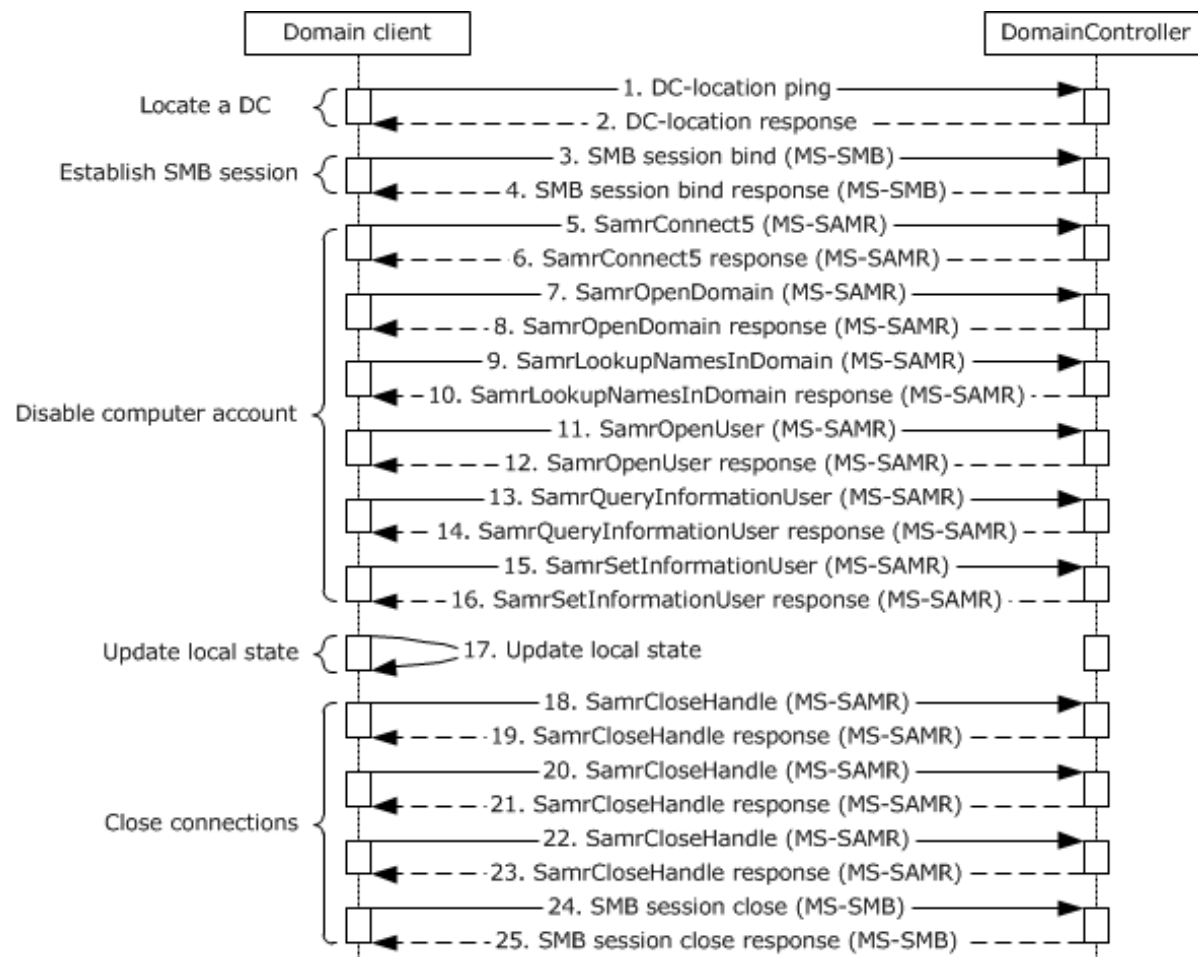 Domain client
DomainController
Locate a DC
1. DC-location ping
2. DC-location response
Establish SMB session
3. SMB session bind (MS-SMB)
4. SMB session bind response (MS-SMB)
Disable computer account
5. SamrConnect5 (MS-SAMR)
6. SamrConnect5 response (MS-SAMR)
7. SamrOpenDomain (MS-SAMR)
8. SamrOpenDomain response (MS-SAMR)
9. SamrLookupNamesInDomain (MS-SAMR)
10. SamrLookupNamesInDomain response (MS-SAMR)
11. SamrOpenUser (MS-SAMR)
12. SamrOpenUser response (MS-SAMR)
13. SamrQueryInformationUser (MS-SAMR)
14. SamrQueryInformationUser response (MS-SAMR)
15. SamrSetInformationUser (MS-SAMR)
16. SamrSetInformationUser response (MS-SAMR)
Update local state
17. Update local state
Close connections
18. SamrCloseHandle (MS-SAMR)
19. SamrCloseHandle response (MS-SAMR)
20. SamrCloseHandle (MS-SAMR)
21. SamrCloseHandle response (MS-SAMR)
22. SamrCloseHandle (MS-SAMR)
23. SamrCloseHandle response (MS-SAMR)
24. SMB session close (MS-SMB)
25. SMB session close response (MS-SMB)